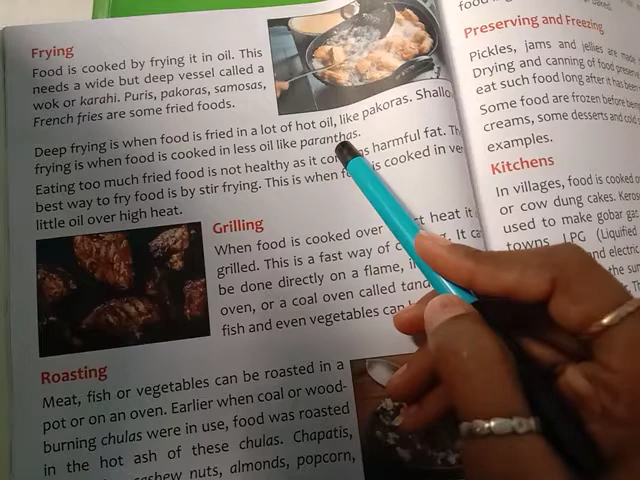 Frying
Food is cooked by frying it in oil. This
needs a wide but deep vessel called a
wok or karahi. Puris, pakoras, samosas,
French fries are some fried foods.
Deep frying is when food is fried in a lot of hot oil, like pakoras. Shallo
frying is when food is cooked in less oil like paranthas.
Eating too much fried food is not healthy as it harmful fat. Th
best way to fry food is by stir frying. This is when is cooked in ve
little oil over high heat.
Grilling
When food is cooked over heat it
grilled. This is a fast way of It ca
be done directly on a flame, i
oven, or a coal oven called tand
fish and even vegetables can
Roasting
Meat, fish or vegetables can be roasted in a
pot or on an oven. Earlier when coal or wood-
burning chulas were in use, food was roasted
in the hot ash of these chulas. Chapatis,
cashew nuts, almonds, popcorn,
Preserving and Freezing
Pickles, jams and jellies are made
Drying and canning of food preser
eat such food long after it has been
Some food are frozen before bein
creams, some desserts and cold
examples.
Kitchens
In villages, food is cooked o
or cow dung cakes. Keros
used to make gobar ga
towns LPG (Liquified
and electric
the su